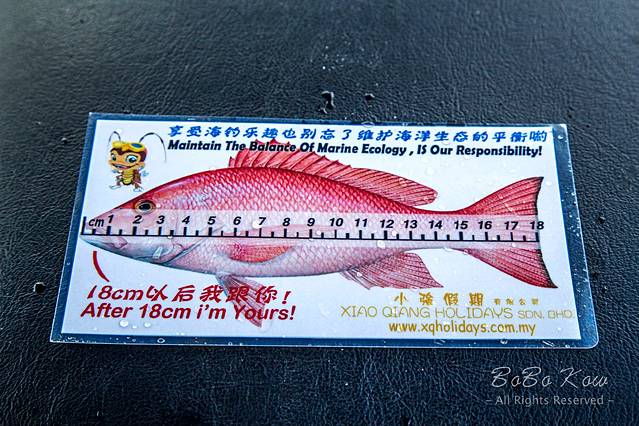 享受海钓乐趣也别忘了维护海洋生态的平衡哟
Maintain The Balance Of Marine Ecology , IS Our Responsibility!
cm 1 2 3 4 5 6 7 8 9 10 11 12 13 14 15 16 17 18
18cm以后我跟你!
After 18cm i'm Yours!
小强假期 有限公司
XIAO QIANG HOLIDAYS SDN. BHD.
www.xqholidays.com.my
BoBo Kow
- All Rights Reserved -